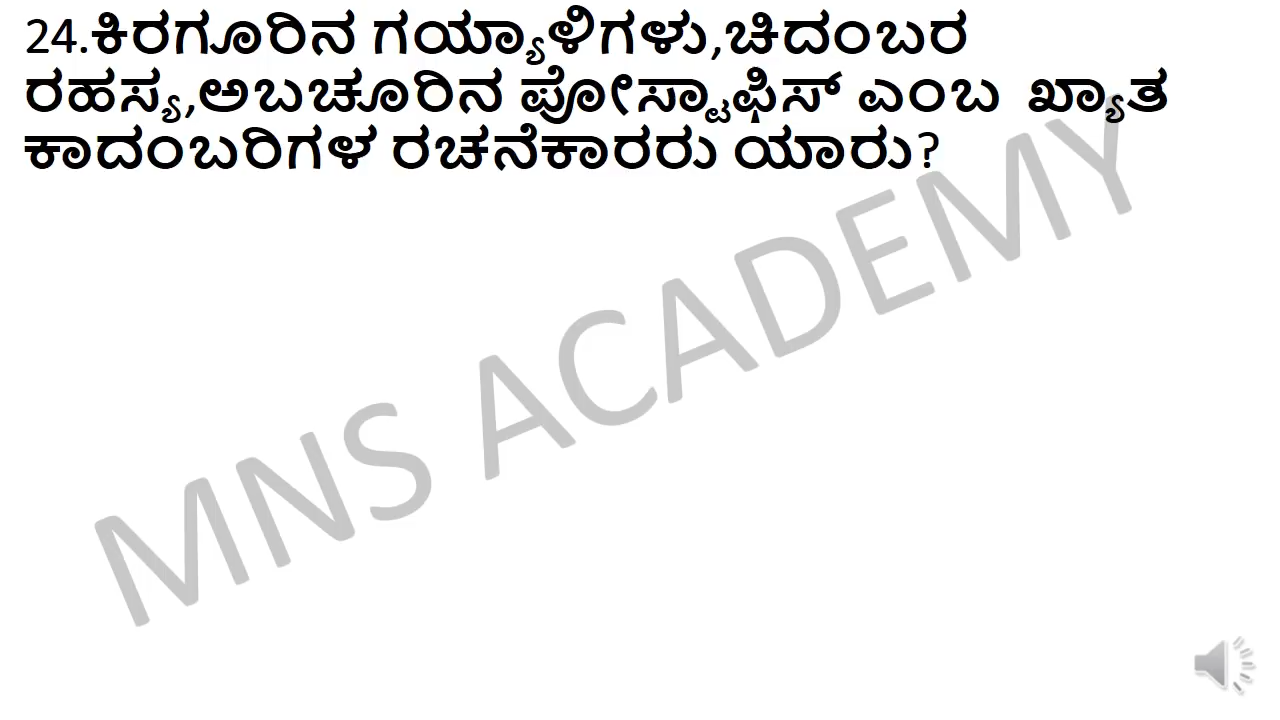 24.ಕಿರಗೂರಿನ ಗಯ್ಯಾಳಿಗಳು,ಚಿದಂಬರ
ರಹಸ್ಯ,ಅಬಚೂರಿನ ಪೋಸ್ಟಾಫಿಸ್ ಎಂಬ ಖ್ಯಾತ
ಕಾದಂಬರಿಗಳ ರಚನೆಕಾರರು ಯಾರು?
MNS ACADEMY